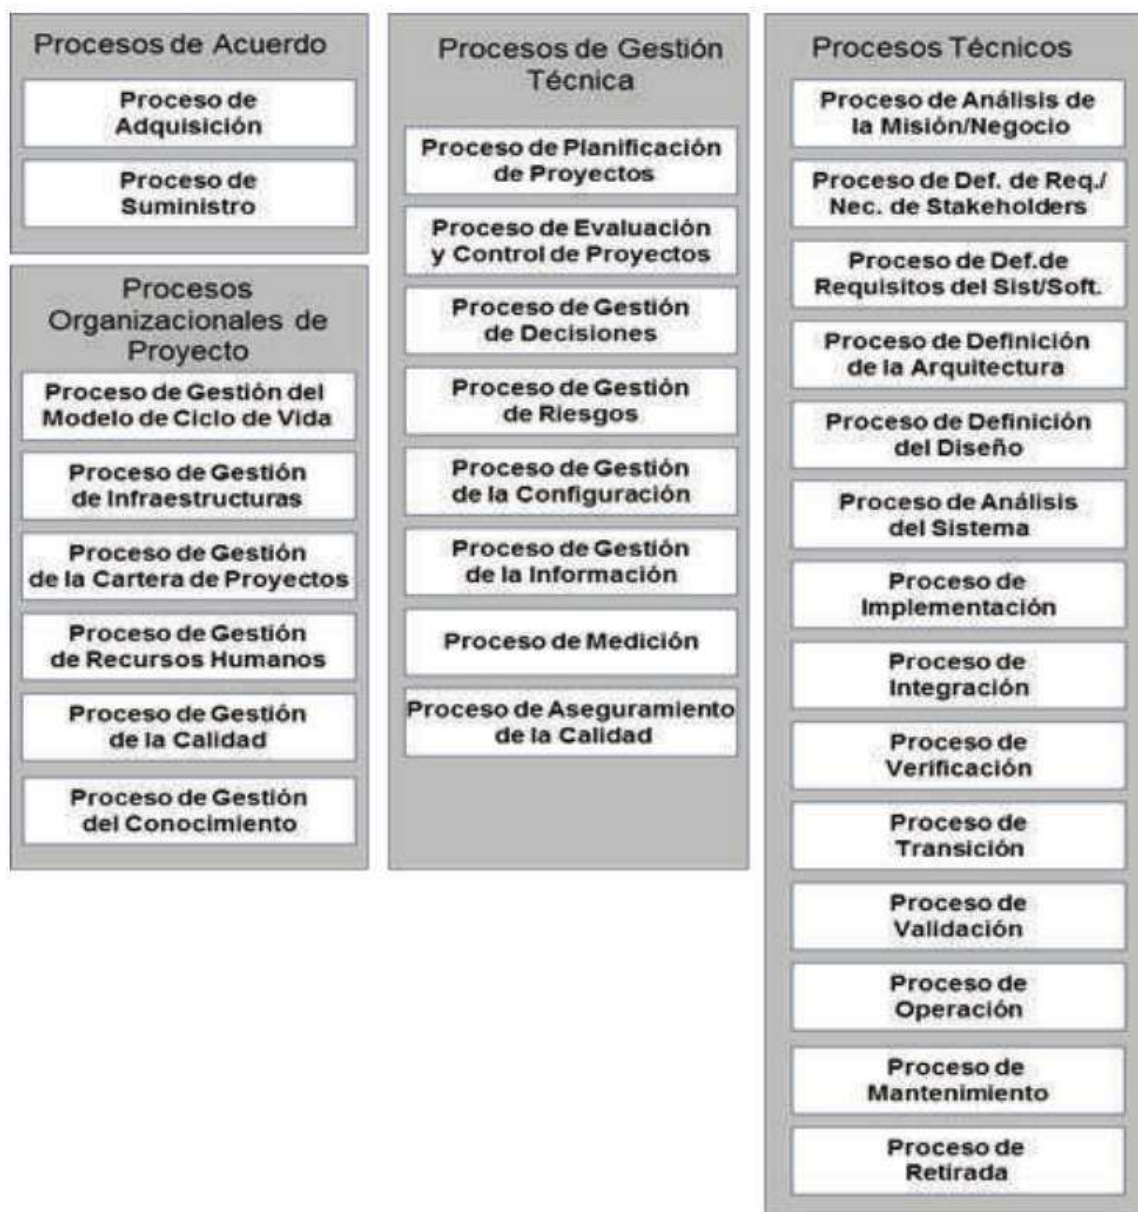 Procesos de Acuerdo
Proceso de
Adquisición
Proceso de
Suministro
Procesos
Organizacionales de
Proyecto
Proceso de Gestión del
Modelo de Ciclo de Vida
Proceso de Gestión
de Infraestructuras
Proceso de Gestión
de la Cartera de Proyectos
Proceso de Gestión
de Recursos Humanos
Proceso de Gestión
de la Calidad
Proceso de Gestión
del Conocimiento
Procesos de Gestión
Técnica
Proceso de Planificación
de Proyectos
Proceso de Evaluación
y Control de Proyectos
Proceso de Gestión
de Decisiones
Proceso de Gestión
de Riesgos
Proceso de Gestión
de la Configuración
Proceso de Gestión
de la Información
Proceso de Medición
Proceso de Aseguramiento
de la Calidad
Procesos Técnicos
Proceso de Análisis de
la Misión/Negocio
Proceso de Def. de Req./
Nec. de Stakeholders
Proceso de Def.de
Requisitos del Sist/Soft.
Proceso de Definición
de la Arquitectura
Proceso de Definición
del Diseño
Proceso de Análisis
del Sistema
Proceso de
Implementación
Proceso de
Integración
Proceso de
Verificación
Proceso de
Transición
Proceso de
Validación
Proceso de
Operación
Proceso de
Mantenimiento
Proceso de
Retirada